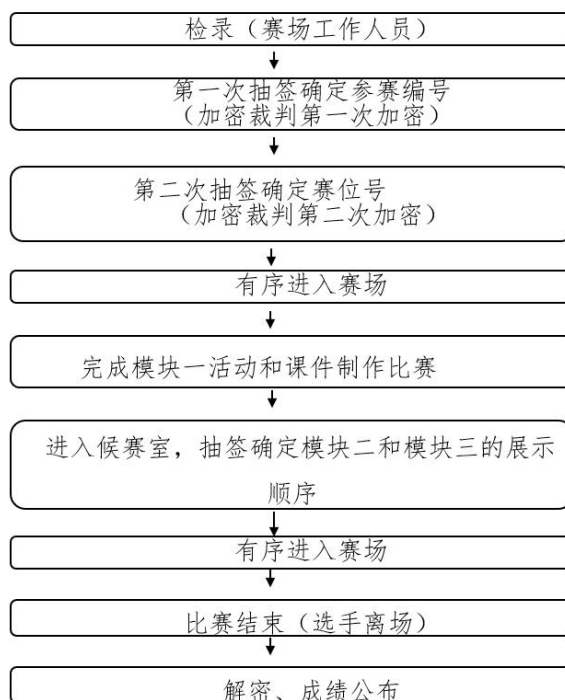 检录（赛场工作人员）
第一次抽签确定参赛编号
（加密裁判第一次加密）
第二次抽签确定赛位号
（加密裁判第二次加密）
有序进入赛场
完成模块一活动和课件制作比赛
进入候赛室，抽签确定模块二和模块三的展示
顺序
有序进入赛场
比赛结束（选手离场）
解密、成绩公布